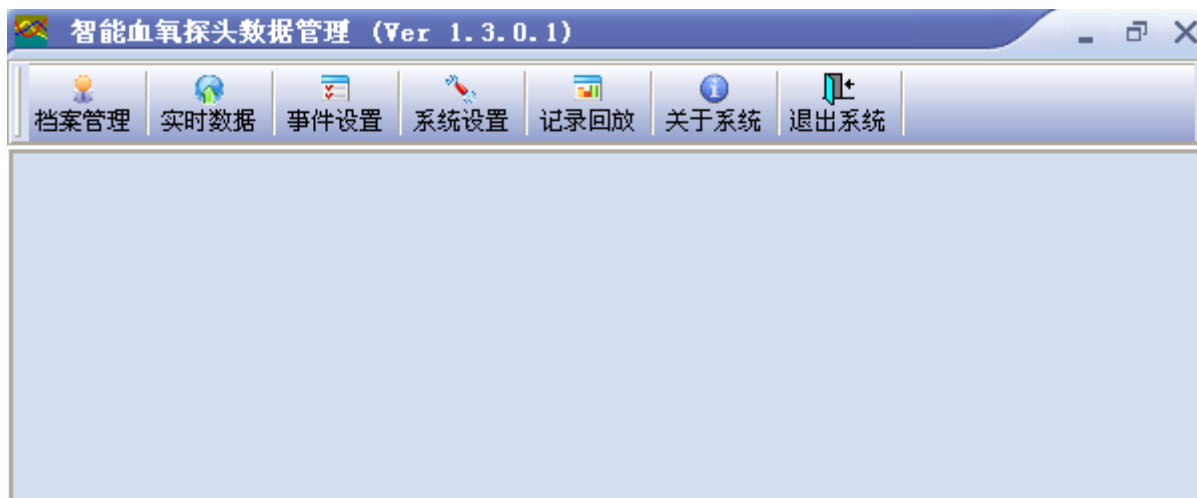 智能血氧探头数据管理 (Ver 1.3.0.1)
档案管理 实时数据 事件设置 系统设置 记录回放 关于系统 退出系统